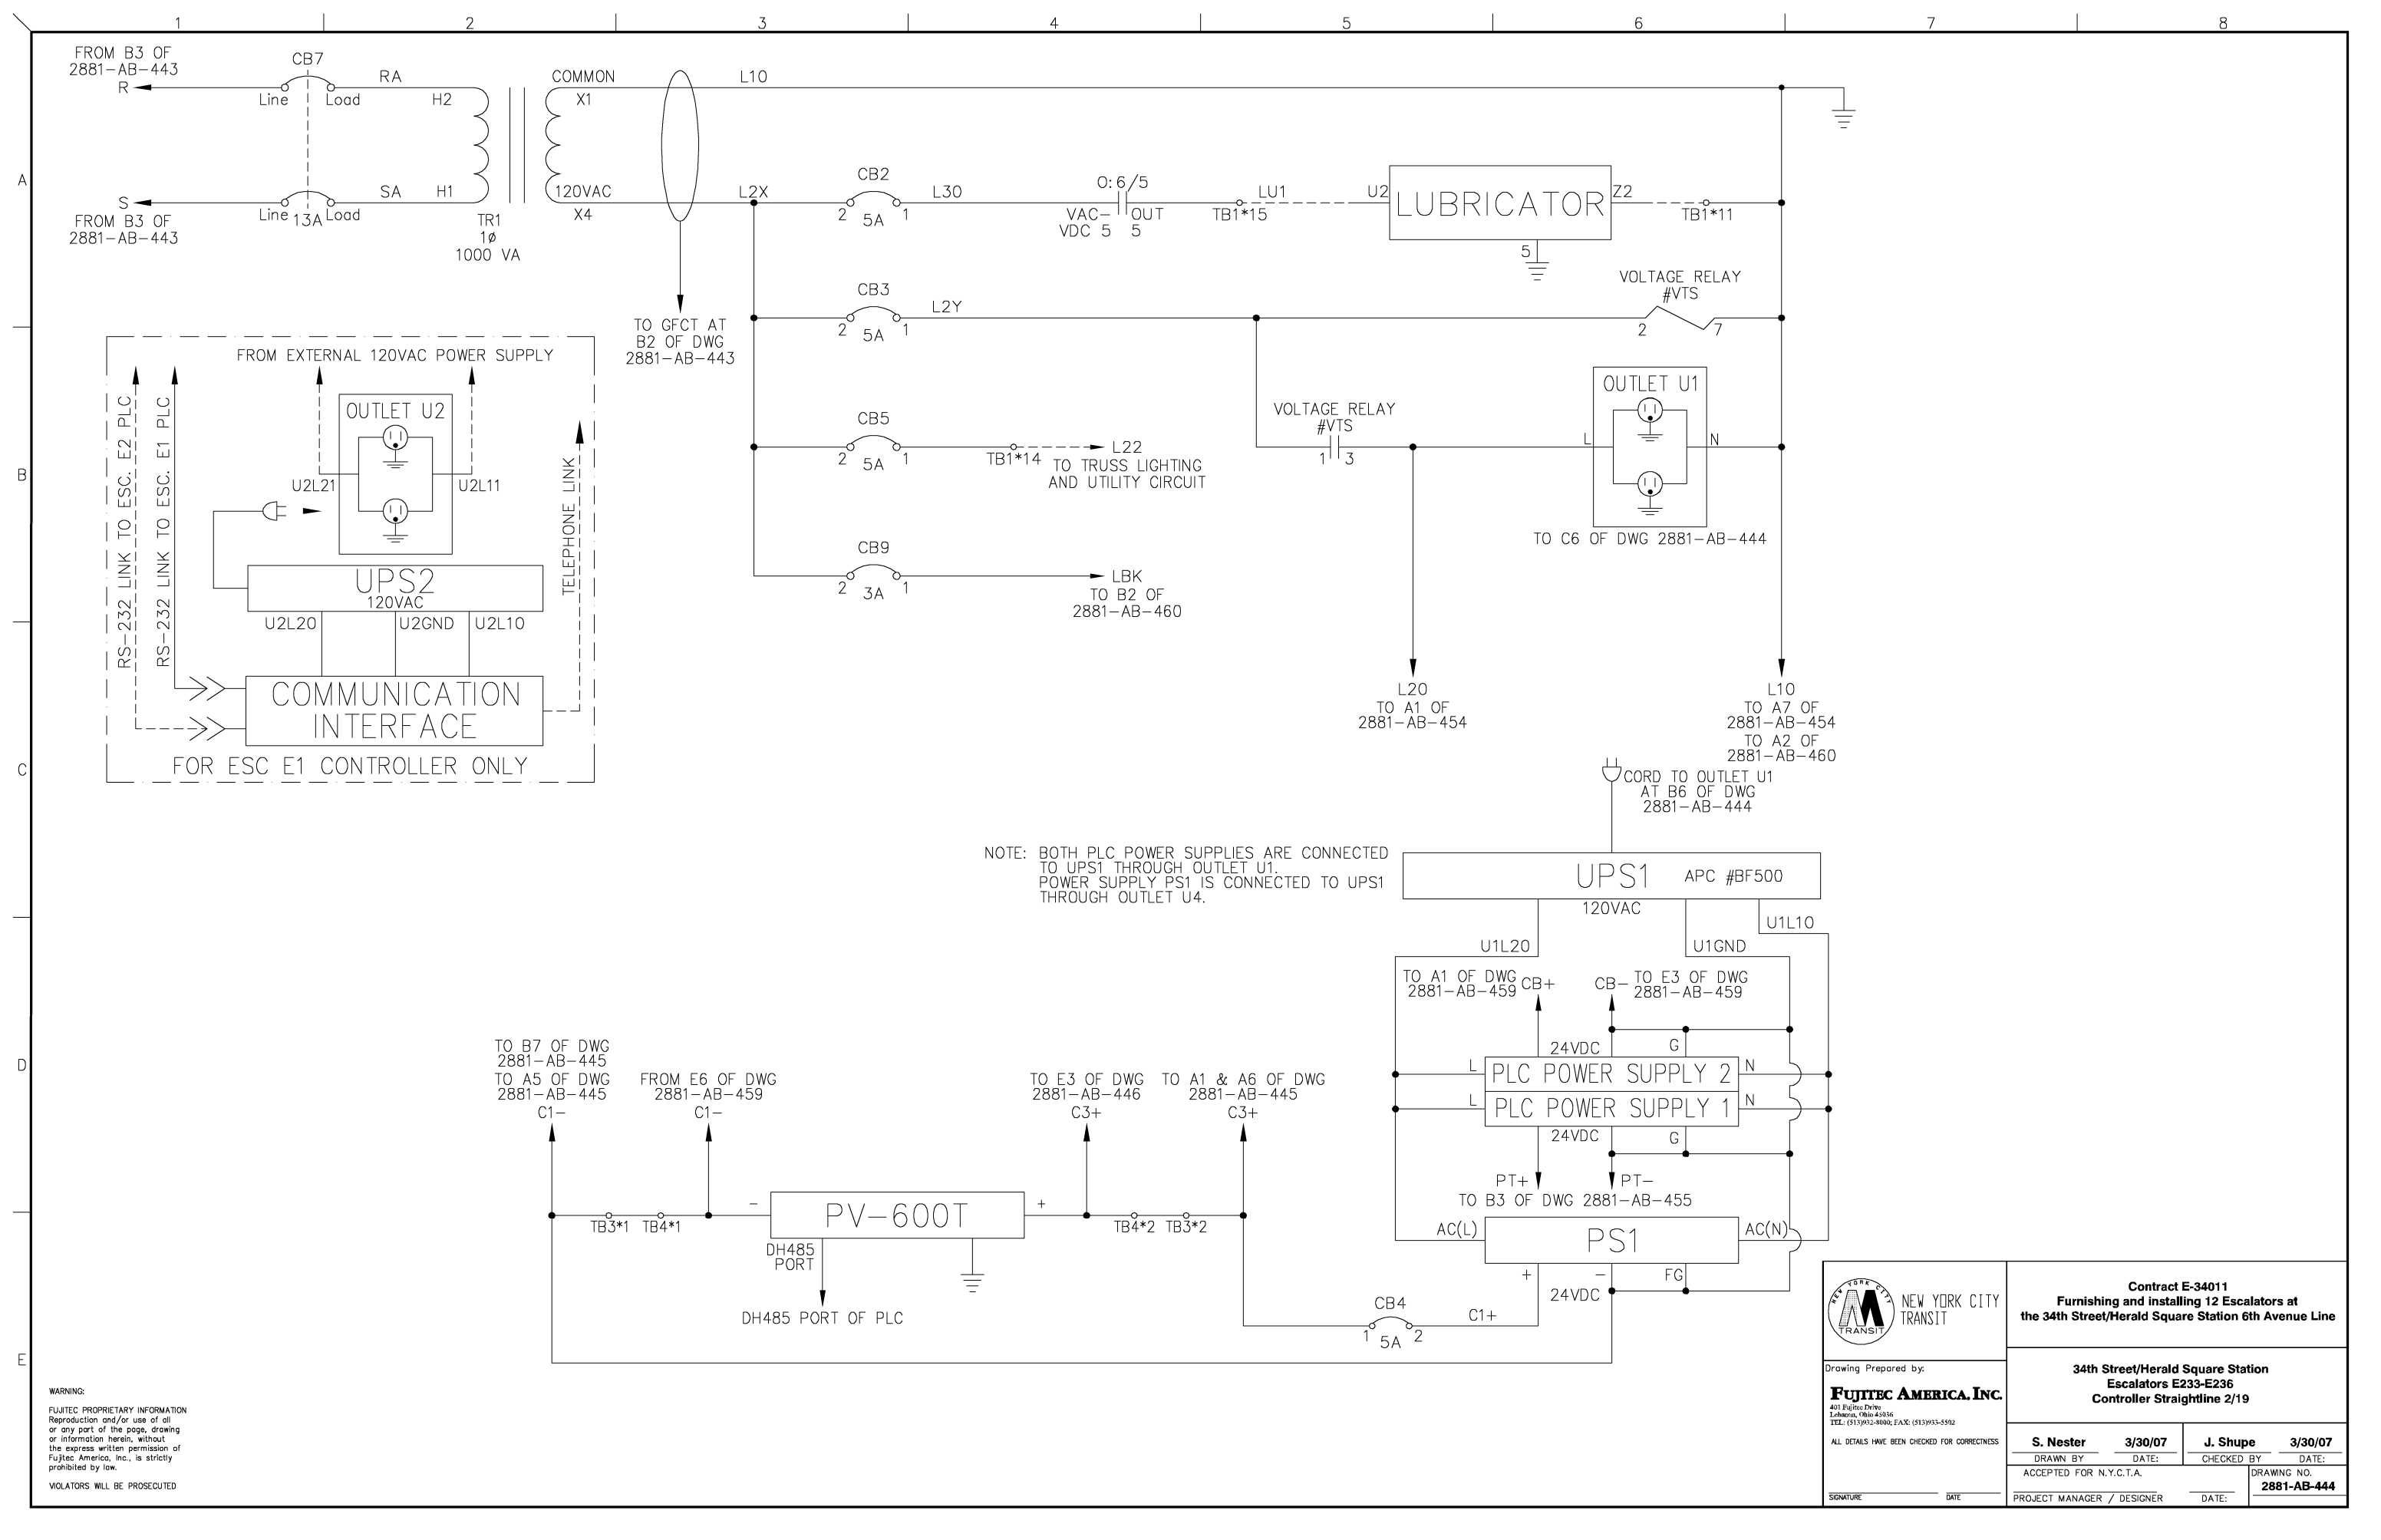 1 2 3 4 5 6 7 8
A
B
C
D
E
FROM B3 OF
2881-AB-443
R
CB7
Line
Load
RA
H2
S
FROM B3 OF
2881-AB-443
Line
13A
Load
SA
H1
TR1
1ø
1000 VA
COMMON
X1
L10
120VAC
X4
L2X
TO GFCT AT
B2 OF DWG
2881-AB-443
CB2
2 5A 1
L30
O:6/5
VAC- OUT
VDC 5 5
LU1
TB1*15
U2
LUBRICATOR
Z2
5
TB1*11
CB3
2 5A 1
L2Y
VOLTAGE RELAY
#VTS
2 7
CB5
2 5A 1
TB1*14
L22
TO TRUSS LIGHTING
AND UTILITY CIRCUIT
VOLTAGE RELAY
#VTS
1 3
OUTLET U1
L
N
TO C6 OF DWG 2881-AB-444
CB9
2 3A 1
LBK
TO B2 OF
2881-AB-460
L20
TO A1 OF
2881-AB-454
L10
TO A7 OF
2881-AB-454
TO A2 OF
2881-AB-460
FROM EXTERNAL 120VAC POWER SUPPLY
RS-232 LINK TO ESC. E2 PLC
RS-232 LINK TO ESC. E1 PLC
OUTLET U2
U2L21
U2L11
TELEPHONE LINK
UPS2
120VAC
U2L20
U2GND
U2L10
COMMUNICATION
INTERFACE
FOR ESC E1 CONTROLLER ONLY
CORD TO OUTLET U1
AT B6 OF DWG
2881-AB-444
NOTE: BOTH PLC POWER SUPPLIES ARE CONNECTED
TO UPS1 THROUGH OUTLET U1.
POWER SUPPLY PS1 IS CONNECTED TO UPS1
THROUGH OUTLET U4.
UPS1 APC #BF500
120VAC
U1L10
U1L20
U1GND
TO A1 OF DWG
2881-AB-459
CB+
CB-
TO E3 OF DWG
2881-AB-459
24VDC
G
L
PLC POWER SUPPLY 2
N
L
PLC POWER SUPPLY 1
N
24VDC
G
PT+
PT-
TO B3 OF DWG 2881-AB-455
AC(L)
PS1
AC(N)
+
-
FG
24VDC
TO B7 OF DWG
2881-AB-445
TO A5 OF DWG
2881-AB-445
C1-
FROM E6 OF DWG
2881-AB-459
C1-
TO E3 OF DWG
2881-AB-446
C3+
TO A1 & A6 OF DWG
2881-AB-445
C3+
TB3*1
TB4*1
-
PV-600T
+
TB4*2
TB3*2
DH485
PORT
DH485 PORT OF PLC
CB4
1 5A 2
C1+
WARNING:
FUJITEC PROPRIETARY INFORMATION
Reproduction and/or use of all
or any part of the page, drawing
or information herein, without
the express written permission of
Fujitec America, Inc., is strictly
prohibited by law.
VIOLATORS WILL BE PROSECUTED
NEW YORK CITY
TRANSIT
NEW YORK CITY
TRANSIT
Contract E-34011
Furnishing and installing 12 Escalators at
the 34th Street/Herald Square Station 6th Avenue Line
Drawing Prepared by:
FUJITEC AMERICA, INC.
401 Fujitec Drive
Lebanon, Ohio 45036
TEL: (513)932-8000; FAX: (513)933-5502
ALL DETAILS HAVE BEEN CHECKED FOR CORRECTNESS
SIGNATURE
DATE
34th Street/Herald Square Station
Escalators E233-E236
Controller Straightline 2/19
S. Nester
3/30/07
J. Shupe
3/30/07
DRAWN BY
DATE:
CHECKED BY
DATE:
ACCEPTED FOR N.Y.C.T.A.
PROJECT MANAGER / DESIGNER
DATE:
DRAWING NO.
2881-AB-444